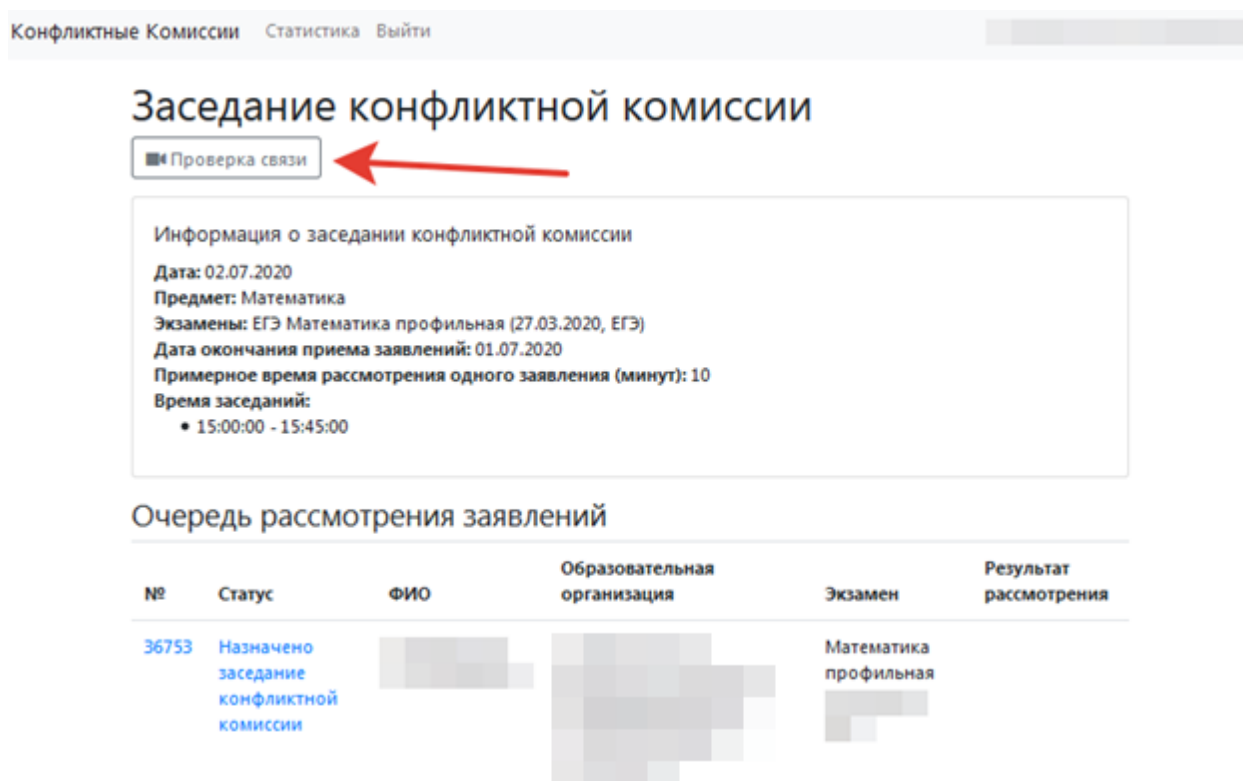 Конфликтные Комиссии Статистика Выйти
Заседание конфликтной комиссии
Проверка связи
Информация о заседании конфликтной комиссии
Дата: 02.07.2020
Предмет: Математика
Экзамены: ЕГЭ Математика профильная (27.03.2020, ЕГЭ)
Дата окончания приема заявлений: 01.07.2020
Примерное время рассмотрения одного заявления (минут): 10
Время заседаний:
• 15:00:00 - 15:45:00
Очередь рассмотрения заявлений
№ Статус ФИО Образовательная организация Экзамен Результат рассмотрения
36753 Назначено заседание конфликтной комиссии Математика профильная